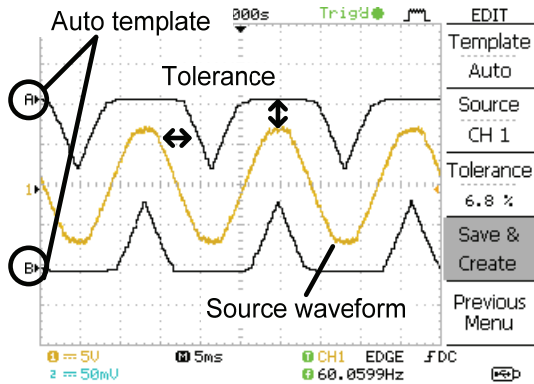 Auto template
000s
Trig'd
EDIT
Template
Auto
Tolerance
Source
CH 1
A
Tolerance
6.8 %
1
Save &
Create
B
Source waveform
Previous
Menu
1 5V
M 5ms
T CH1 EDGE DC
2 50mV
f 60.0599Hz